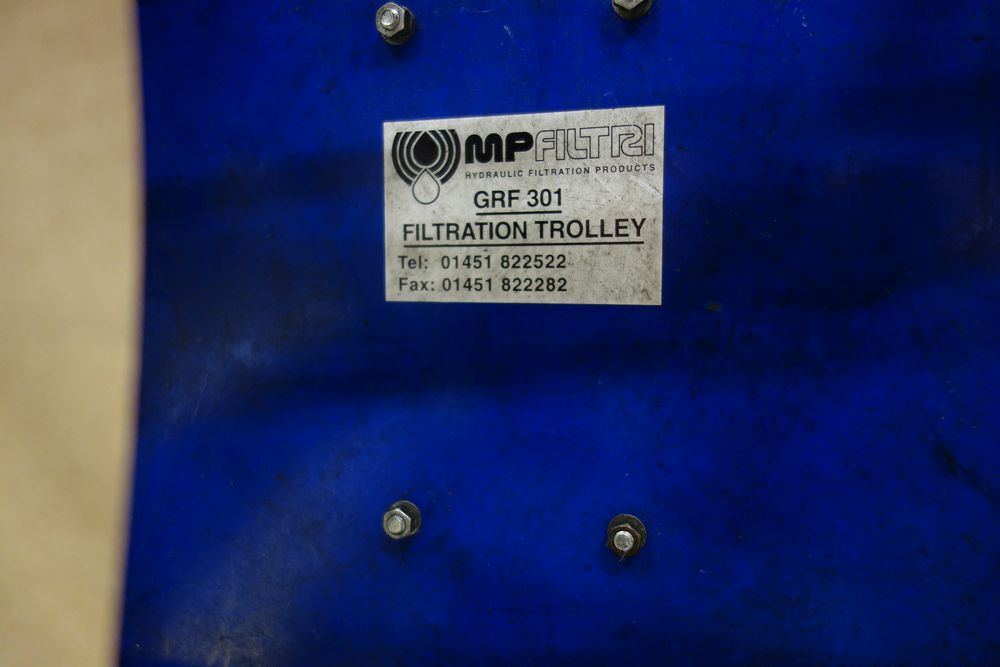 MPFILTRI
HYDRAULIC FILTRATION PRODUCTS
GRF 301
FILTRATION TROLLEY
Tel: 01451 822522
Fax: 01451 822282